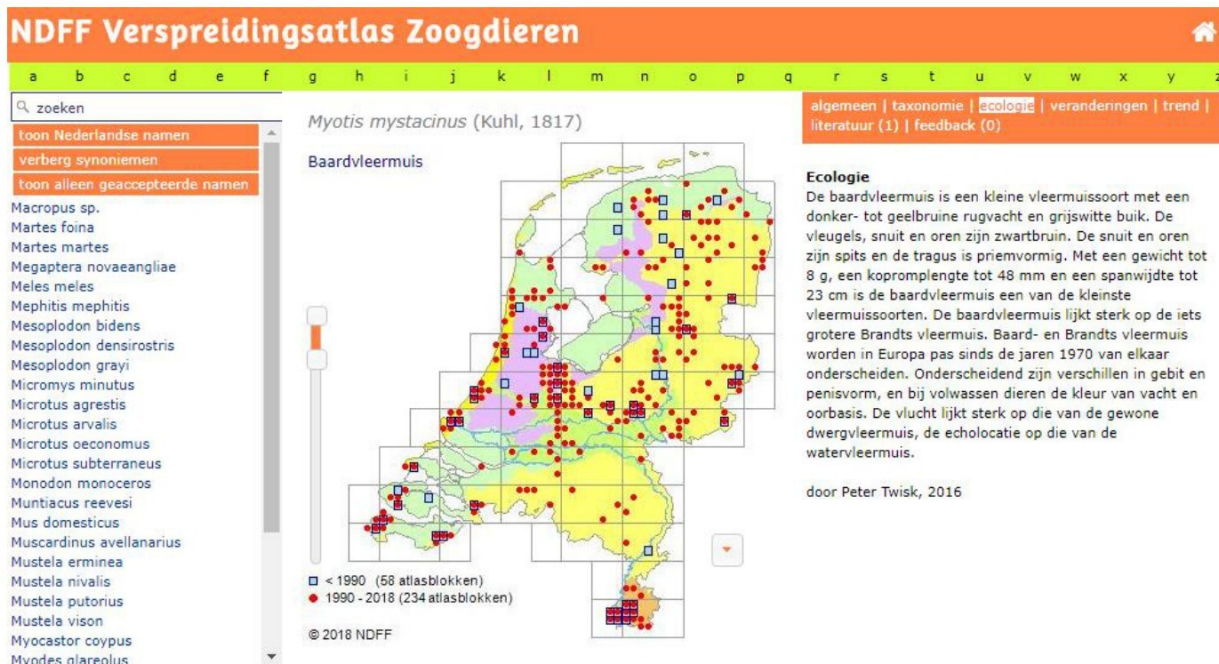 NDFF Verspreidingsatlas Zoogdieren
a b c d e f g h i j k l m n o p q r s t u v w x y z
zoeken
toon Nederlandse namen
verberg synoniemen
toon alleen geaccepteerde namen
Macropus sp.
Martes foina
Martes martes
Megaptera novaeangliae
Meles meles
Mephitis mephitis
Mesoplodon bidens
Mesoplodon densirostris
Mesoplodon grayi
Micromys minutus
Microtus agrestis
Microtus arvalis
Microtus oeconomus
Microtus subterraneus
Monodon monoceros
Muntiacus reevesi
Mus domesticus
Muscardinus avellanarius
Mustela erminea
Mustela nivalis
Mustela putorius
Mustela vison
Myocastor coypus
Myodes glareolus
Myotis mystacinus (Kuhl, 1817)
Baardvleermuis
< 1990 (58 atlasblokken)
1990 - 2018 (234 atlasblokken)
© 2018 NDFF
algemeen | taxonomie | ecologie | veranderingen | trend |
literatuur (1) | feedback (0)
Ecologie
De baardvleermuis is een kleine vleermuissoort met een
donker- tot geelbruine rugvacht en grijswitte buik. De
vleugels, snuit en oren zijn zwartbruin. De snuit en oren
zijn spits en de tragus is priemvormig. Met een gewicht tot
8 g, een kopromplengte tot 48 mm en een spanwijdte tot
23 cm is de baardvleermuis een van de kleinste
vleermuissoorten. De baardvleermuis lijkt sterk op de iets
grotere Brandts vleermuis. Baard- en Brandts vleermuis
worden in Europa pas sinds de jaren 1970 van elkaar
onderscheiden. Onderscheidend zijn verschillen in gebit en
penisvorm, en bij volwassen dieren de kleur van vacht en
oorbasis. De vlucht lijkt sterk op die van de gewone
dwergvleermuis, de echolocatie op die van de
watervleermuis.
door Peter Twisk, 2016